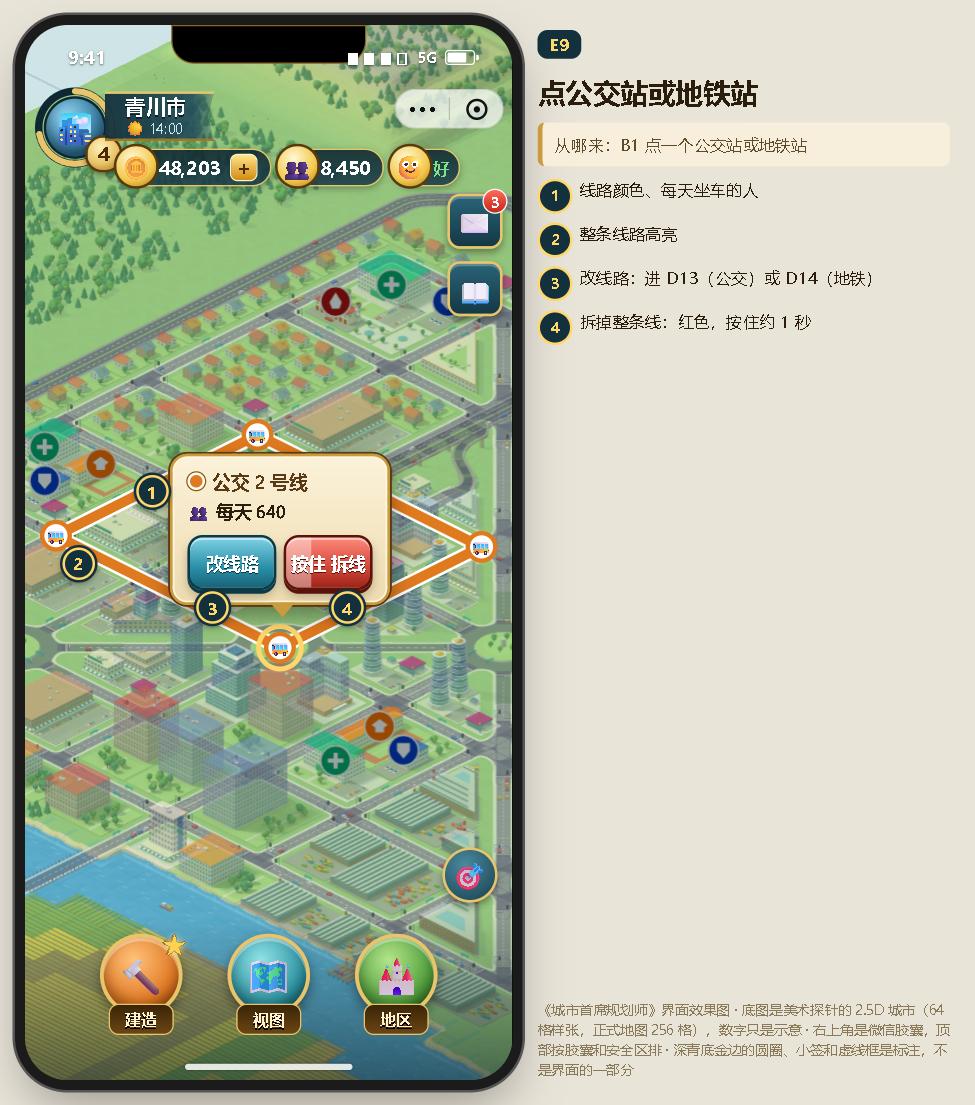 9:41
5G
青川市
14:00
4
48,203
+
8,450
好
3
1
公交 2 号线
每天 640
改线路
按住 拆线
2
3
4
建造
视图
地区
E9
点公交站或地铁站
从哪来：B1 点一个公交站或地铁站
1 线路颜色、每天坐车的人
2 整条线路高亮
3 改线路：进 D13（公交）或 D14（地铁）
4 拆掉整条线：红色，按住约 1 秒
《城市首席规划师》界面效果图 · 底图是美术探针的 2.5D 城市（64
格样张，正式地图 256 格），数字只是示意 · 右上角是微信胶囊，顶
部按胶囊和安全区排 · 深青底金边的圆圈、小签和虚线框是标注，不
是界面的一部分